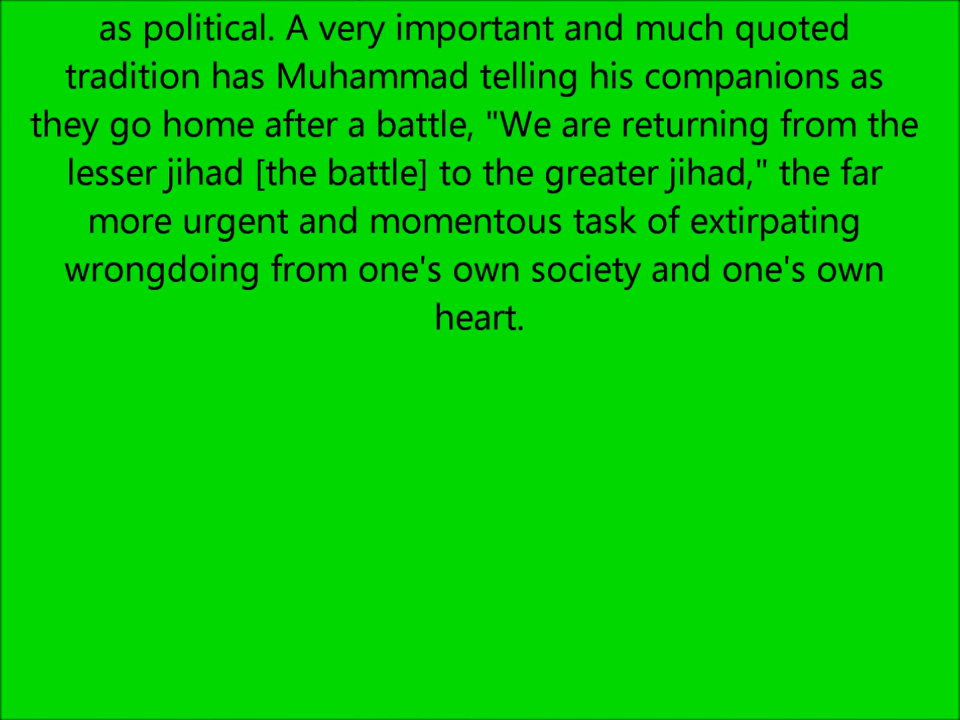 as political. A very important and much quoted
tradition has Muhammad telling his companions as
they go home after a battle, "We are returning from the
lesser jihad [the battle] to the greater jihad," the far
more urgent and momentous task of extirpating
wrongdoing from one's own society and one's own
heart.